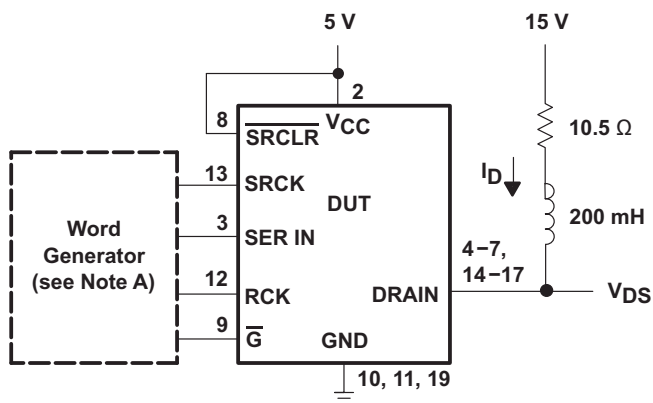 5 V
15 V
2
8
VCC
SRCLR
10.5 Ω
13
SRCK
ID
DUT
Word
Generator
(see Note A)
3
SER IN
200 mH
4–7,
14–17
12
RCK
DRAIN
VDS
9
G
GND
10, 11, 19